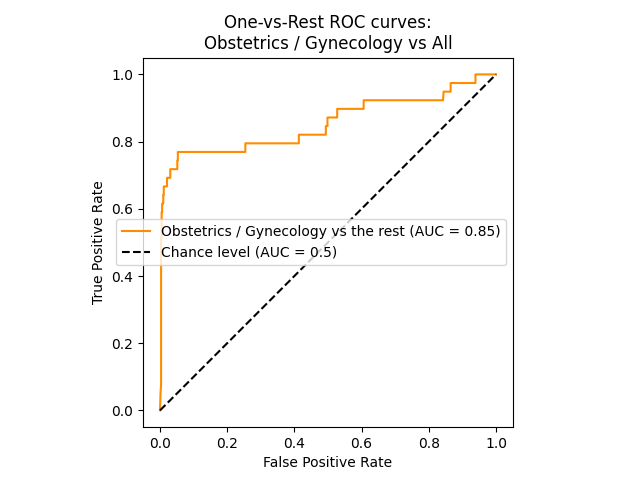 One-vs-Rest ROC curves:
Obstetrics / Gynecology vs All
1.0
0.8
0.6
0.4
0.2
0.0
True Positive Rate
Obstetrics / Gynecology vs the rest (AUC = 0.85)
Chance level (AUC = 0.5)
0.0 0.2 0.4 0.6 0.8 1.0
False Positive Rate